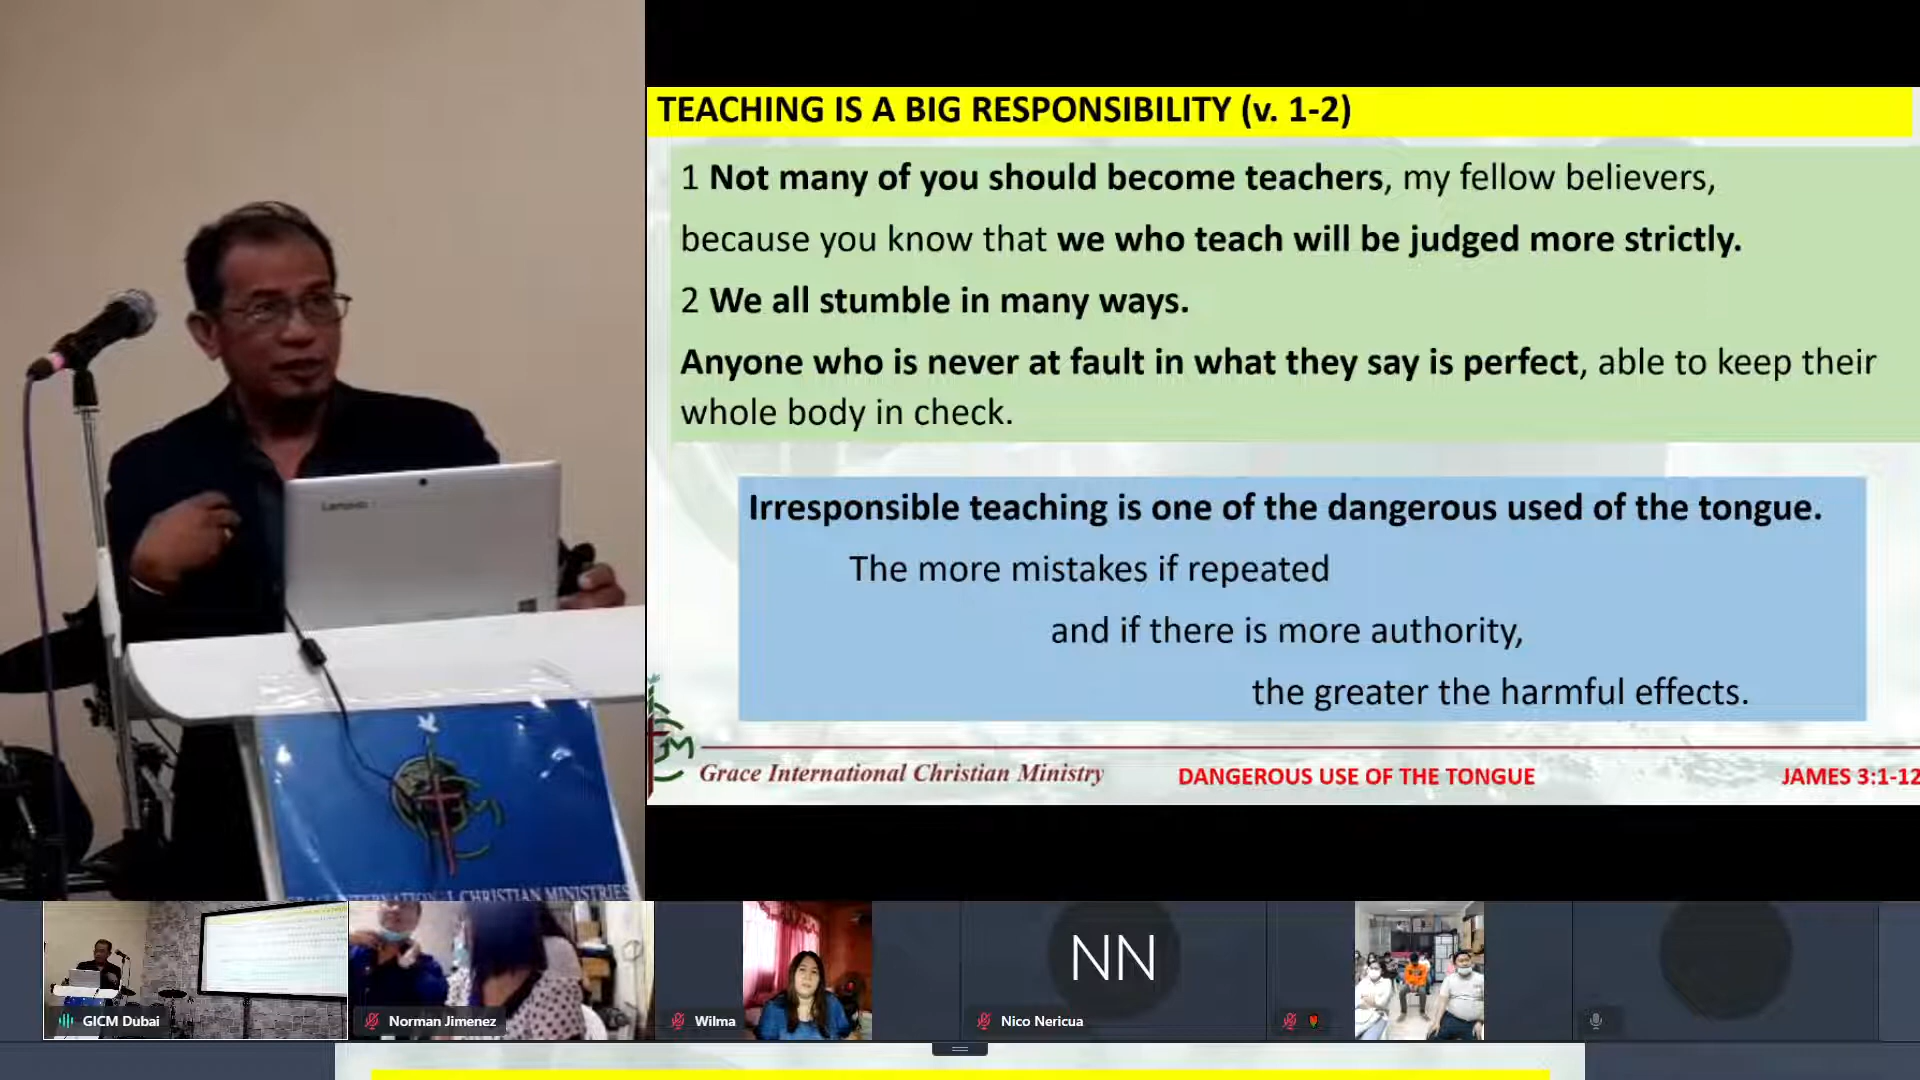 TEACHING IS A BIG RESPONSIBILITY (v. 1-2)
1 Not many of you should become teachers, my fellow believers,
because you know that we who teach will be judged more strictly.
2 We all stumble in many ways.
Anyone who is never at fault in what they say is perfect, able to keep their
whole body in check.
Irresponsible teaching is one of the dangerous used of the tongue.
The more mistakes if repeated
and if there is more authority,
the greater the harmful effects.
Grace International Christian Ministry DANGEROUS USE OF THE TONGUE JAMES 3:1-12
Lenovo
CHRISTIAN MINISTRIES
GICM Dubai
Norman Jimenez
Wilma
NN
Nico Nericua